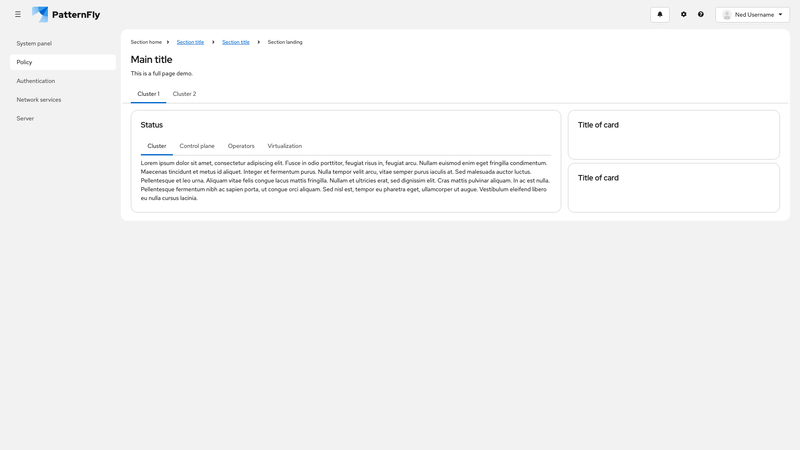 PatternFly
Ned Username
System panel
Policy
Authentication
Network services
Server
Section home
Section title
Section title
Section landing
Main title
This is a full page demo.
Cluster 1
Cluster 2
Status
Cluster
Control plane
Operators
Virtualization
Lorem ipsum dolor sit amet, consectetur adipiscing elit. Fusce in odio porttitor, feugiat risus in, feugiat arcu. Nullam euismod enim eget fringilla condimentum.
Maecenas tincidunt et metus id aliquet. Integer et fermentum purus. Nulla tempor velit arcu, vitae semper purus iaculis at. Sed malesuada auctor luctus.
Pellentesque et leo urna. Aliquam vitae felis congue lacus mattis fringilla. Nullam et ultricies erat, sed dignissim elit. Cras mattis pulvinar aliquam. In ac est nulla.
Pellentesque fermentum nibh ac sapien porta, ut congue orci aliquam. Sed nisl est, tempor eu pharetra eget, ullamcorper ut augue. Vestibulum eleifend libero
eu nulla cursus lacinia.
Title of card
Title of card